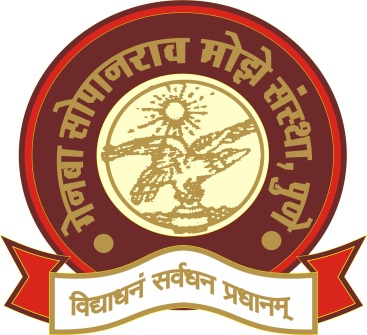 गेनबा सोपानराव मोझे संस्था, पुणे
विद्याधनं सर्वधन प्रधानम्